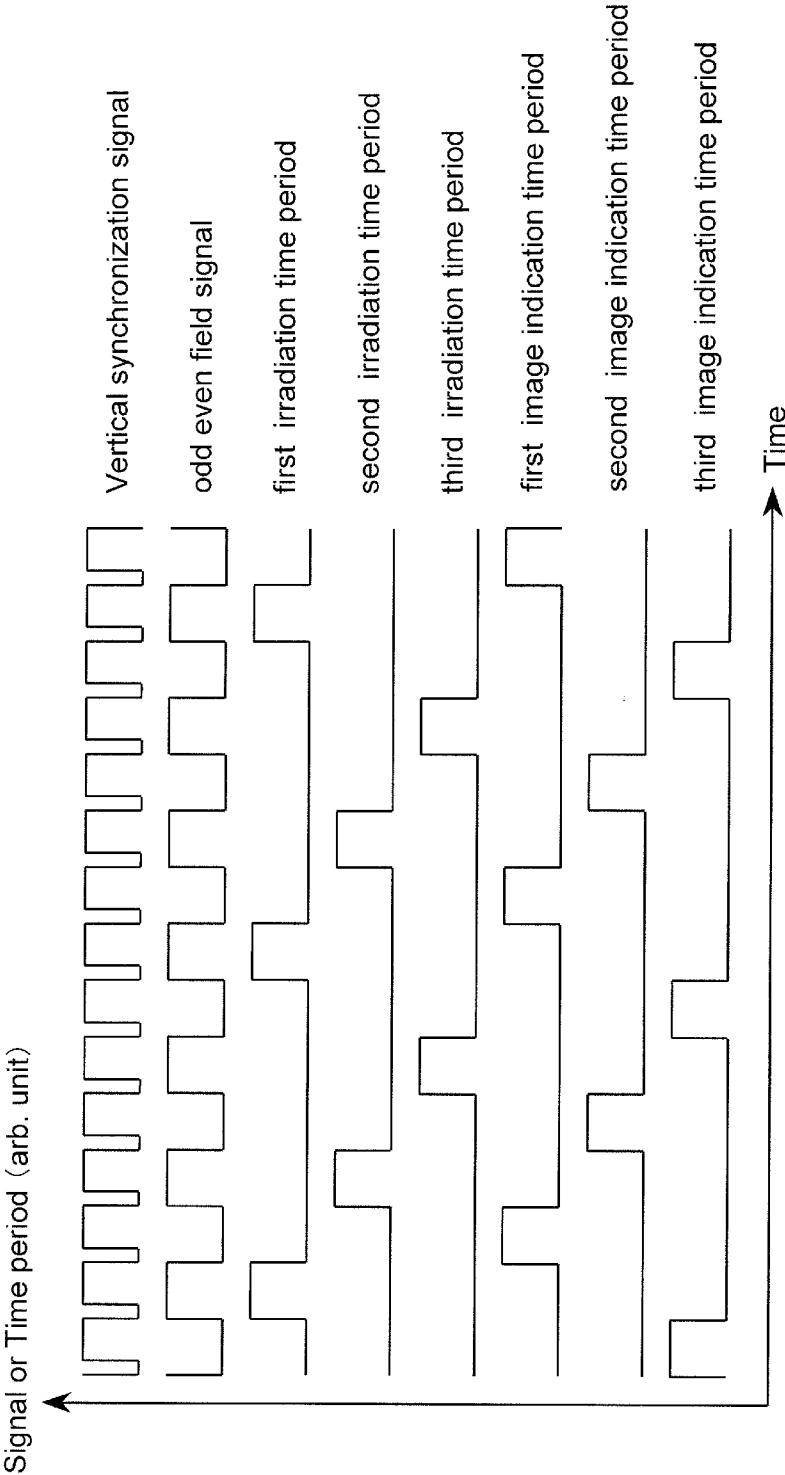 Signal or Time period (arb. unit)
Vertical synchronization signal
odd even field signal
first irradiation time period
second irradiation time period
third irradiation time period
first image indication time period
second image indication time period
third image indication time period
Time